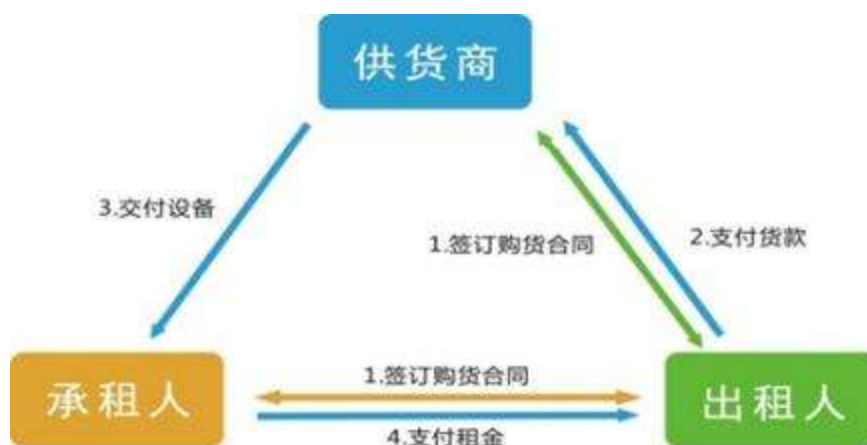 供货商
3.交付设备
1.签订购货合同
2.支付货款
承租人
1.签订购货合同
4.支付租金
出租人